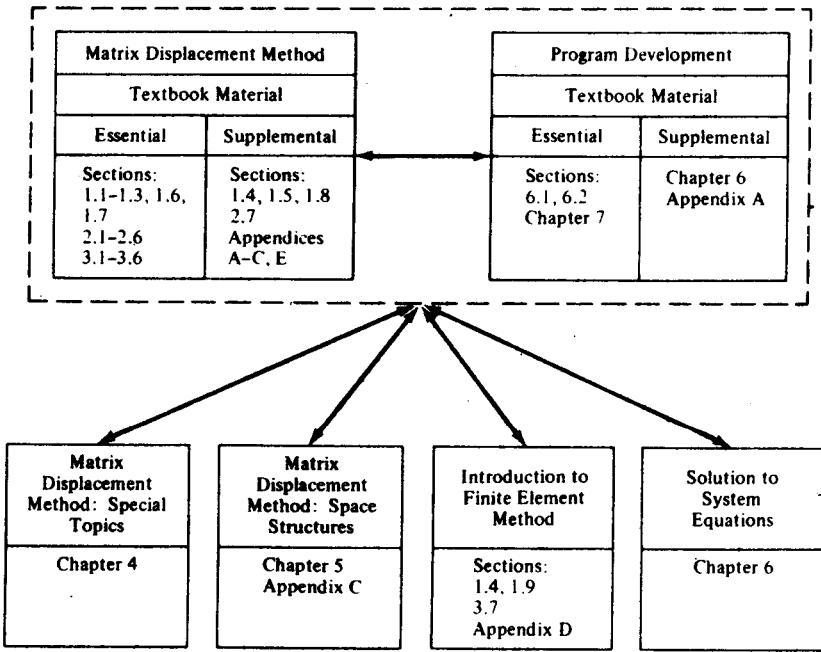 Matrix Displacement Method
Textbook Material
Essential
Supplemental
Sections:
1.1–1.3, 1.6,
1.7
2.1–2.6
3.1–3.6
Sections:
1.4, 1.5, 1.8
2.7
Appendices
A–C, E
Program Development
Textbook Material
Essential
Supplemental
Sections:
6.1, 6.2
Chapter 7
Chapter 6
Appendix A
Matrix
Displacement
Method: Special
Topics
Chapter 4
Matrix
Displacement
Method: Space
Structures
Chapter 5
Appendix C
Introduction to
Finite Element
Method
Sections:
1.4, 1.9
3.7
Appendix D
Solution to
System
Equations
Chapter 6